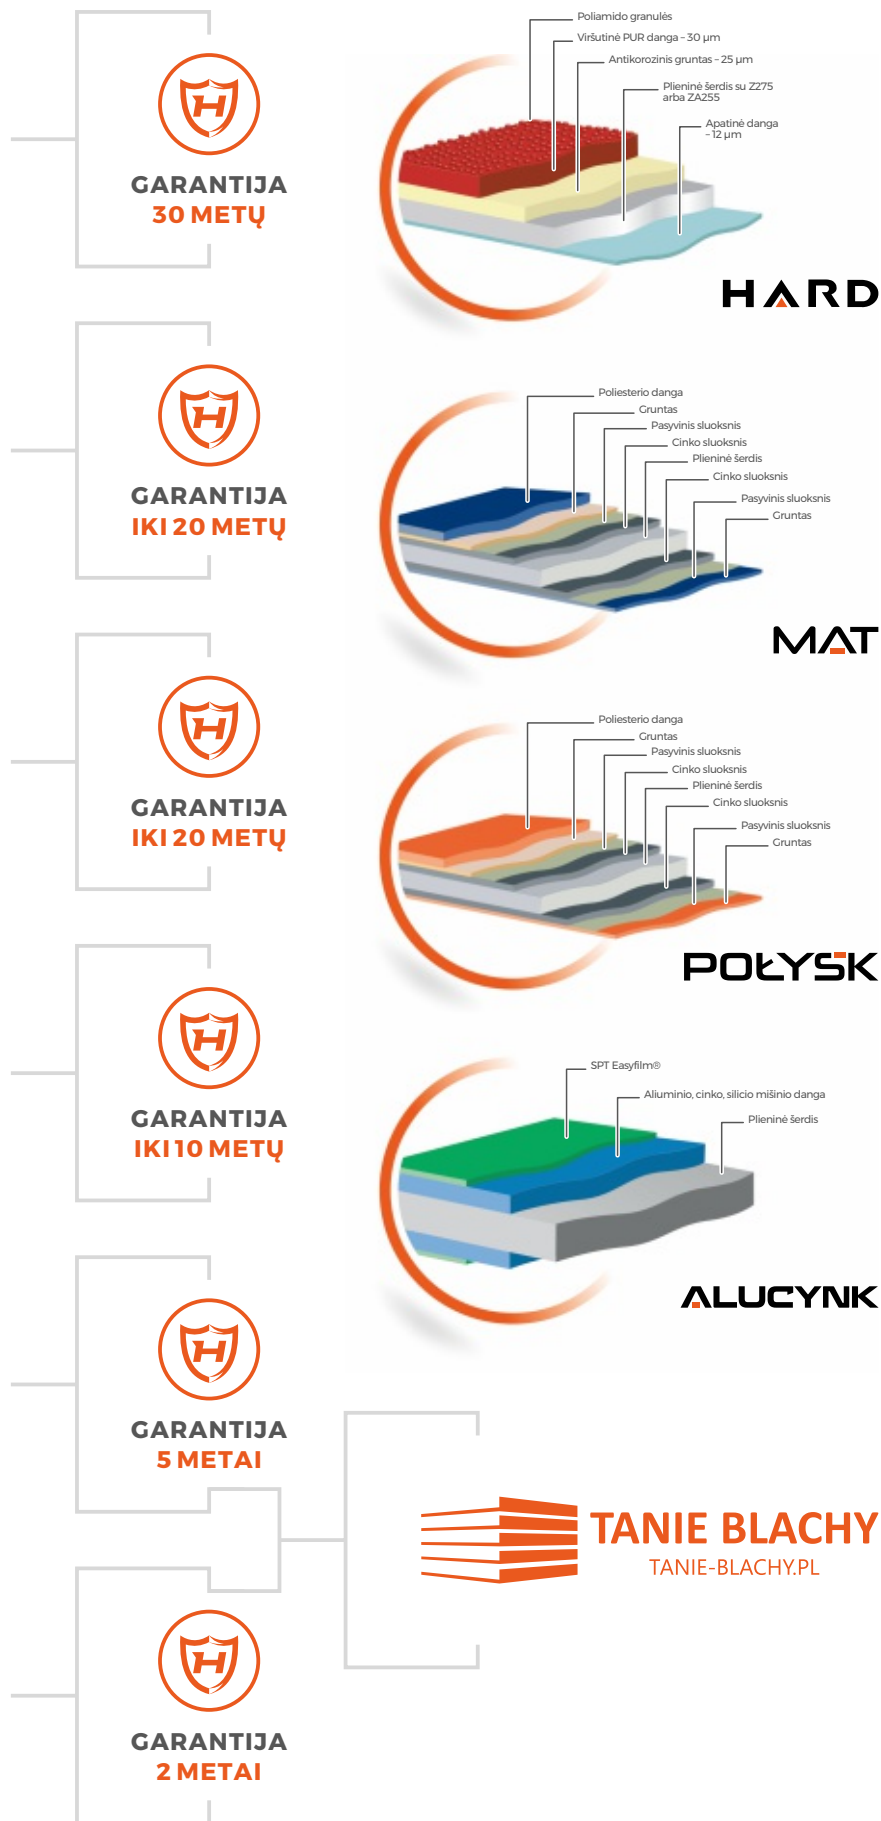 Poliamido granulės
Viršutinė PUR danga – 30 µm
Antikorozinis gruntas – 25 µm
Plieninė šerdis su Z275
arba ZA255
Apatinė danga
– 12 µm
GARANTIJA
30 METŲ
HARD
Poliesterio danga
Gruntas
Pasyvinis sluoksnis
Cinko sluoksnis
Plieninė šerdis
Cinko sluoksnis
Pasyvinis sluoksnis
Gruntas
GARANTIJA
IKI 20 METŲ
MAT
Poliesterio danga
Gruntas
Pasyvinis sluoksnis
Cinko sluoksnis
Plieninė šerdis
Cinko sluoksnis
Pasyvinis sluoksnis
Gruntas
GARANTIJA
IKI 20 METŲ
POŁYSK
SPT Easyfilm®
Aliuminio, cinko, silicio mišinio danga
Plieninė šerdis
GARANTIJA
IKI 10 METŲ
ALUCYNK
GARANTIJA
5 METAI
TANIE BLACHY
TANIE-BLACHY.PL
GARANTIJA
2 METAI